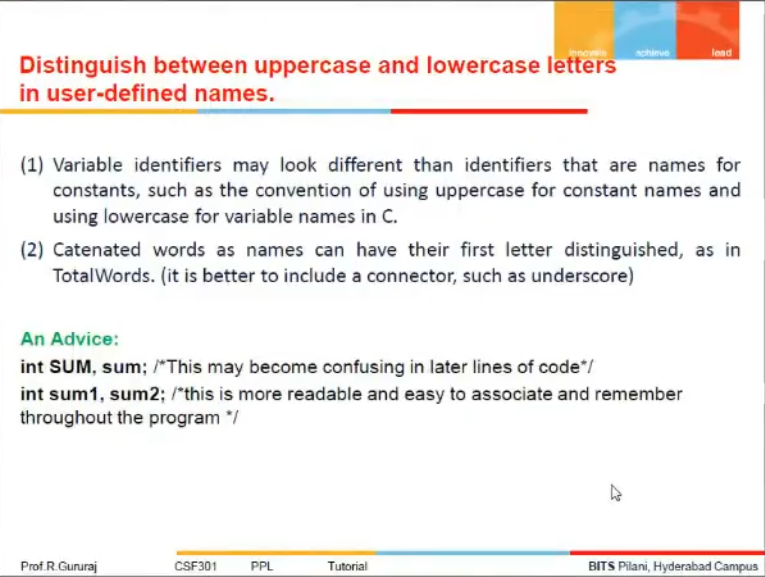 innovate achieve lead
Distinguish between uppercase and lowercase letters
in user-defined names.
(1) Variable identifiers may look different than identifiers that are names for
constants, such as the convention of using uppercase for constant names and
using lowercase for variable names in C.
(2) Catenated words as names can have their first letter distinguished, as in
TotalWords. (it is better to include a connector, such as underscore)
An Advice:
int SUM, sum; /*This may become confusing in later lines of code*/
int sum1, sum2; /*this is more readable and easy to associate and remember
throughout the program */
Prof.R.Gururaj CSF301 PPL Tutorial BITS Pilani, Hyderabad Campus